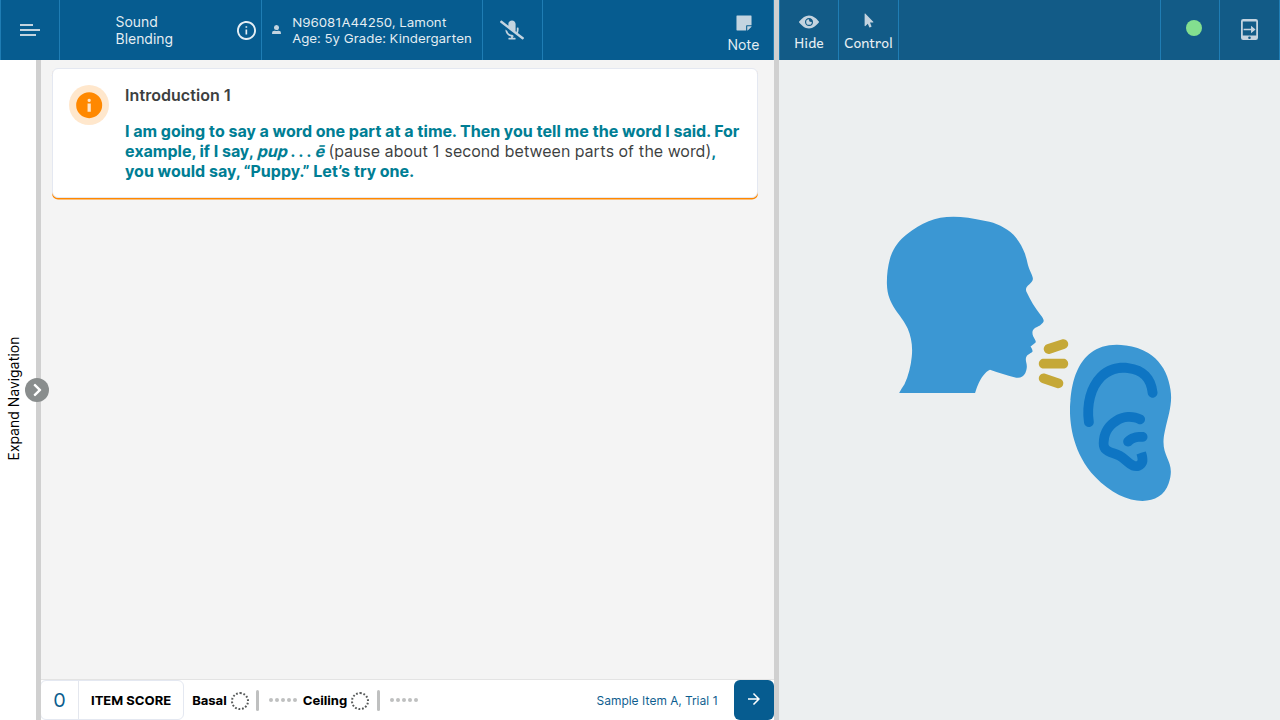 Sound
Blending
N96081A44250, Lamont
Age: 5y Grade: Kindergarten
Note
Hide
Control
Introduction 1
I am going to say a word one part at a time. Then you tell me the word I said. For
example, if I say, pup . . . ē (pause about 1 second between parts of the word),
you would say, “Puppy.” Let’s try one.
Expand Navigation
0
ITEM SCORE
Basal
Ceiling
Sample Item A, Trial 1